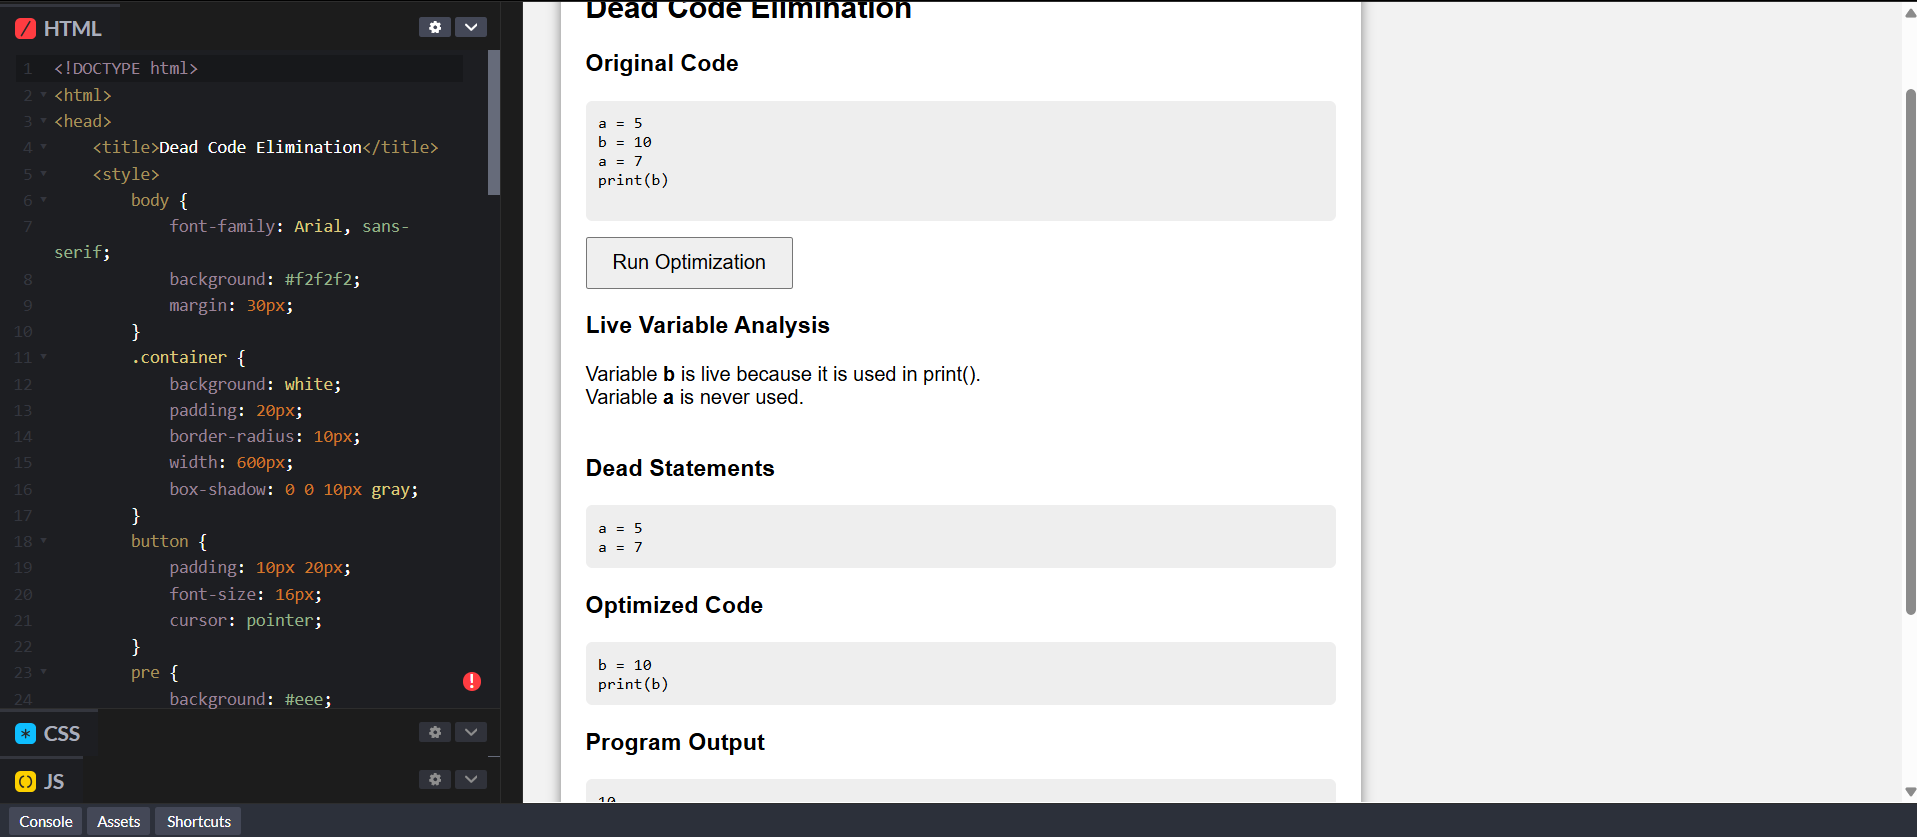 HTML
1 <!DOCTYPE html>
2 <html>
3 <head>
4 <title>Dead Code Elimination</title>
5 <style>
6 body {
7 font-family: Arial, sans-
serif;
8 background: #f2f2f2;
9 margin: 30px;
10 }
11 .container {
12 background: white;
13 padding: 20px;
14 border-radius: 10px;
15 width: 600px;
16 box-shadow: 0 0 10px gray;
17 }
18 button {
19 padding: 10px 20px;
20 font-size: 16px;
21 cursor: pointer;
22 }
23 pre {
24 background: #eee;
CSS
JS
Console Assets Shortcuts
Dead Code Elimination
Original Code
a = 5
b = 10
a = 7
print(b)
Run Optimization
Live Variable Analysis
Variable b is live because it is used in print().
Variable a is never used.
Dead Statements
a = 5
a = 7
Optimized Code
b = 10
print(b)
Program Output
10